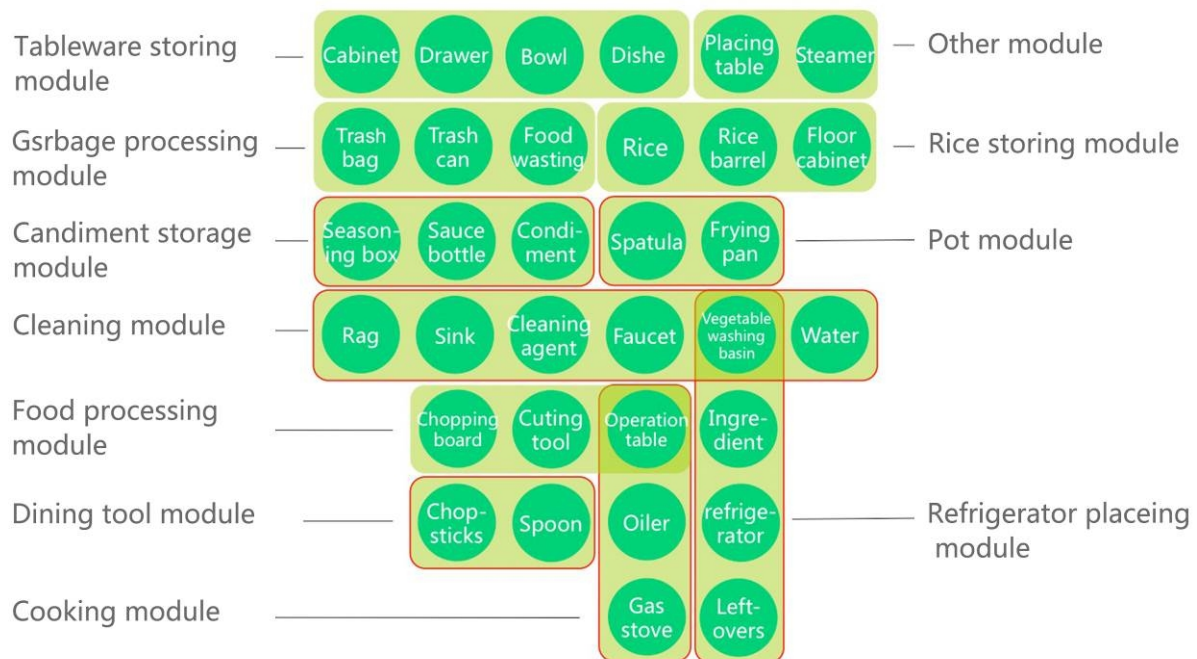 Tableware storing
module
Cabinet
Drawer
Bowl
Dishe
Placing
table
Steamer
Other module
Gsrbage processing
module
Trash
bag
Trash
can
Food
wasting
Rice
Rice
barrel
Floor
cabinet
Rice storing module
Candiment storage
module
Season-
ing box
Sauce
bottle
Condi-
ment
Spatula
Frying
pan
Pot module
Cleaning module
Rag
Sink
Cleaning
agent
Faucet
Vegetable
washing
basin
Water
Food processing
module
Chopping
board
Cuting
tool
Operation
table
Ingre-
dient
Dining tool module
Chop-
sticks
Spoon
Oiler
refrige-
rator
Refrigerator placeing
module
Cooking module
Gas
stove
Left-
overs